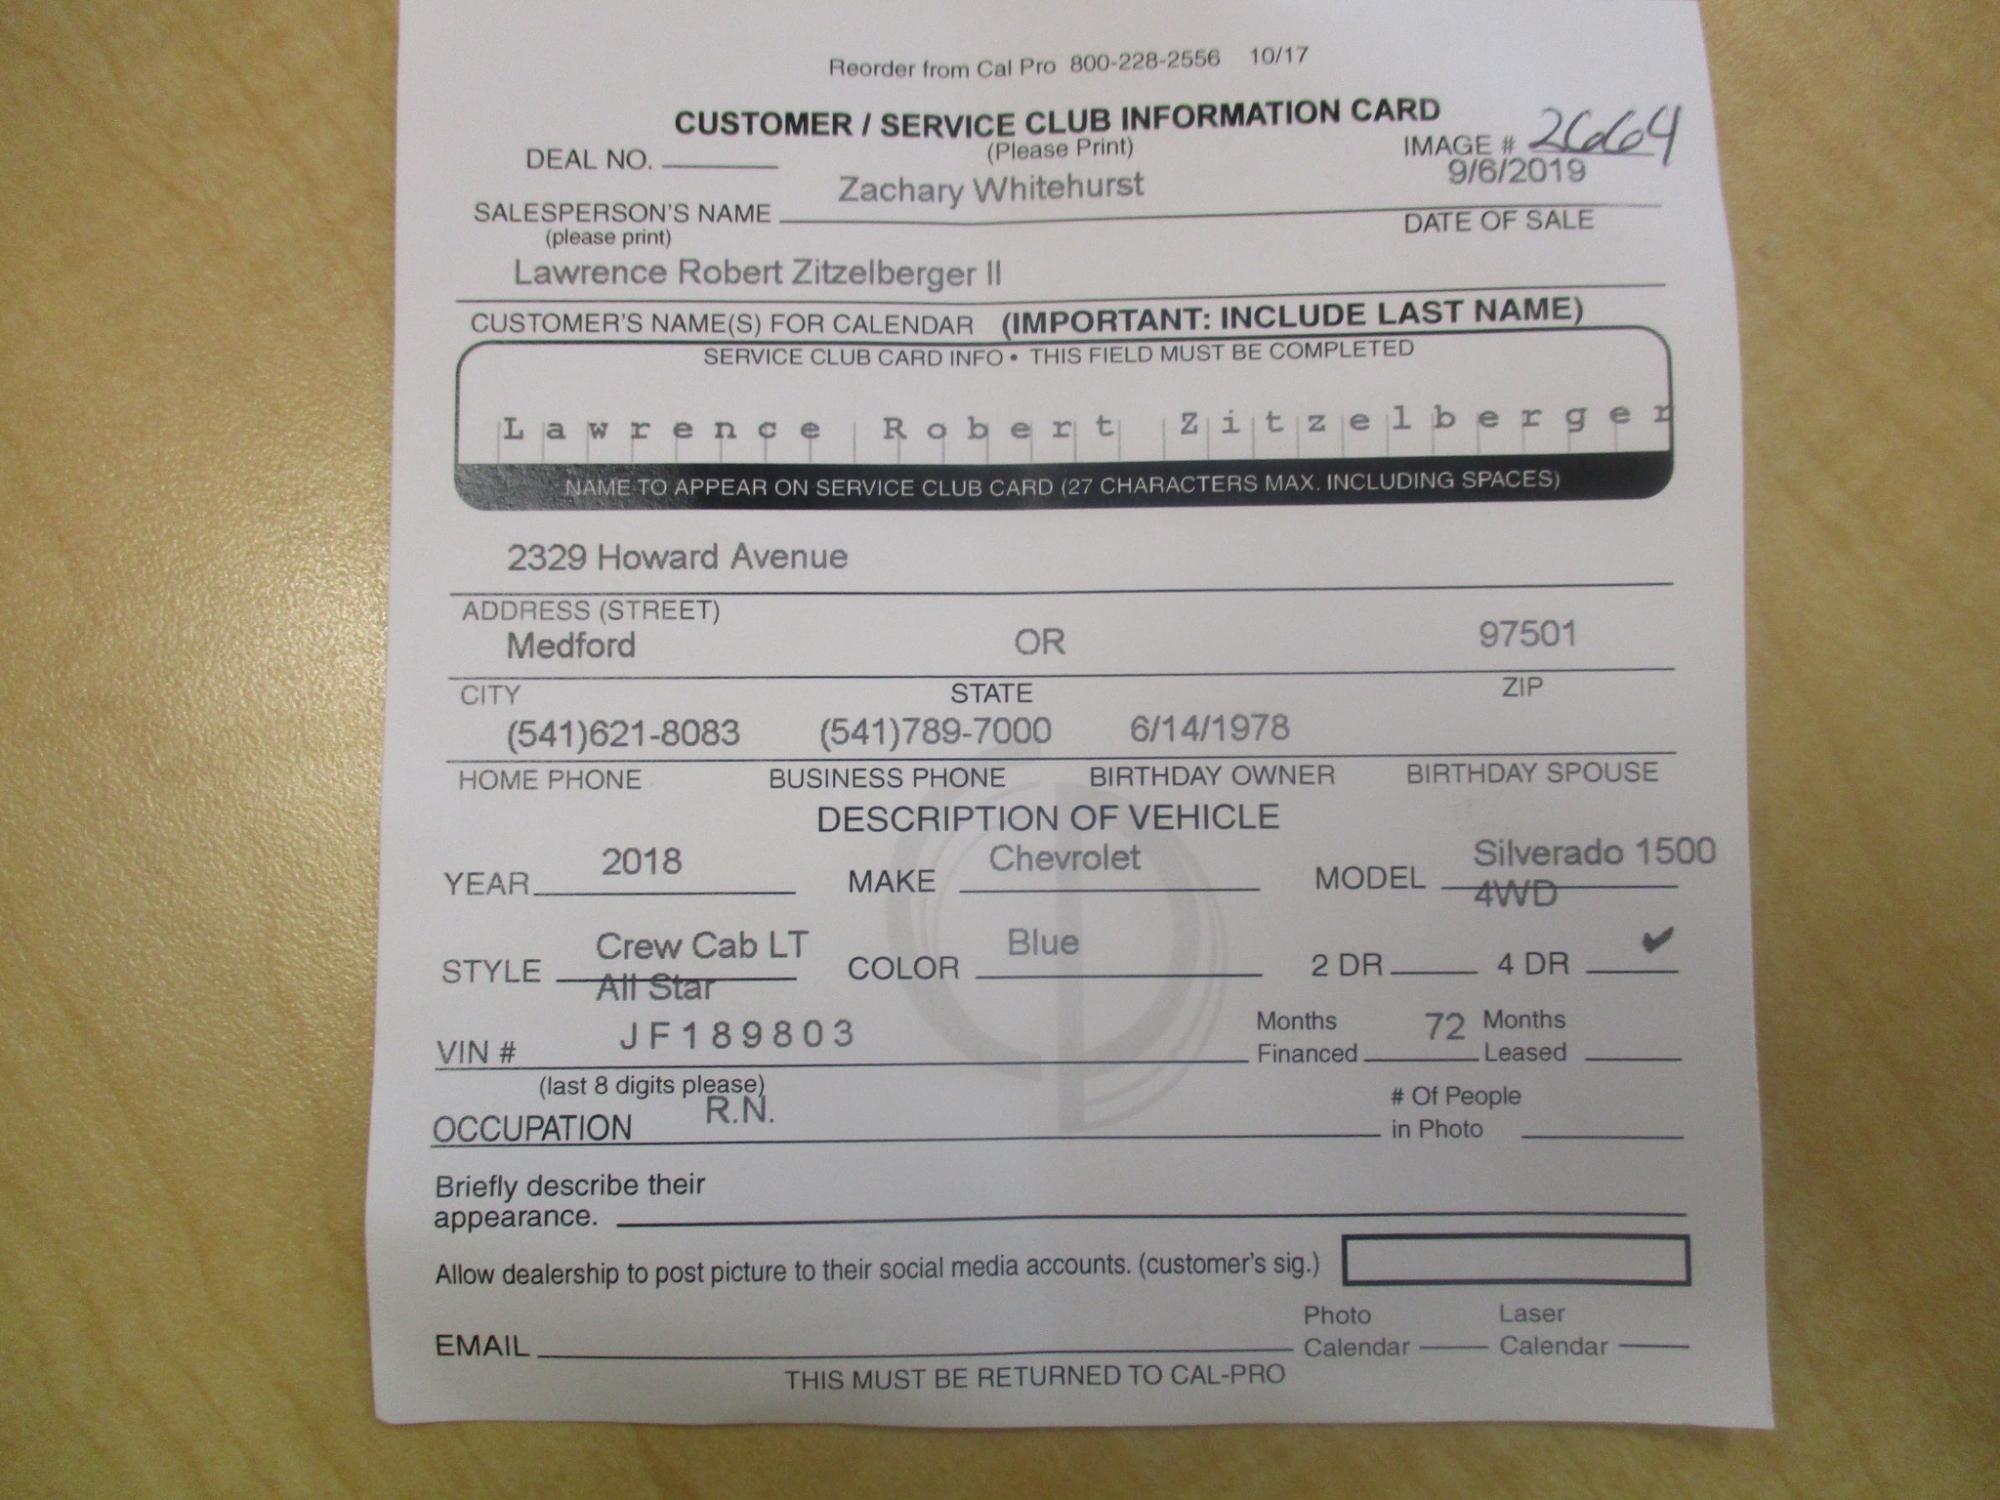 Reorder from Cal Pro 800-228-2556 10/17
CUSTOMER / SERVICE CLUB INFORMATION CARD
DEAL NO. (Please Print) IMAGE # 26664
Zachary Whitehurst 9/6/2019
SALESPERSON'S NAME DATE OF SALE
(please print)
Lawrence Robert Zitzelberger II
CUSTOMER'S NAME(S) FOR CALENDAR (IMPORTANT: INCLUDE LAST NAME)
SERVICE CLUB CARD INFO • THIS FIELD MUST BE COMPLETED
Lawrence Robert Zitzelberger
NAME TO APPEAR ON SERVICE CLUB CARD (27 CHARACTERS MAX. INCLUDING SPACES)
2329 Howard Avenue
ADDRESS (STREET)
Medford OR 97501
CITY STATE ZIP
(541)621-8083 (541)789-7000 6/14/1978
HOME PHONE BUSINESS PHONE BIRTHDAY OWNER BIRTHDAY SPOUSE
DESCRIPTION OF VEHICLE
YEAR 2018 MAKE Chevrolet MODEL Silverado 1500
4WD
STYLE Crew Cab LT COLOR Blue 2 DR 4 DR ✔
All Star
VIN # JF189803 Months Financed 72 Months Leased
(last 8 digits please)
OCCUPATION R.N. # Of People in Photo
Briefly describe their
appearance.
Allow dealership to post picture to their social media accounts. (customer's sig.)
EMAIL Photo Calendar Laser Calendar
THIS MUST BE RETURNED TO CAL-PRO